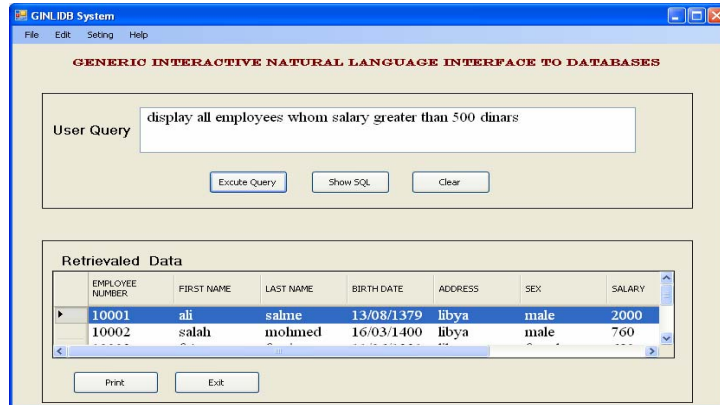 GINLIDB System
File Edit Seting Help
GENERIC INTERACTIVE NATURAL LANGUAGE INTERFACE TO DATABASES
User Query
display all employees whom salary greater than 500 dinars
Excute Query Show SQL Clear
Retrievaled Data
EMPLOYEE NUMBER FIRST NAME LAST NAME BIRTH DATE ADDRESS SEX SALARY
10001 ali salme 13/08/1379 libya male 2000
10002 salah mohmed 16/03/1400 libya male 760
Print Exit